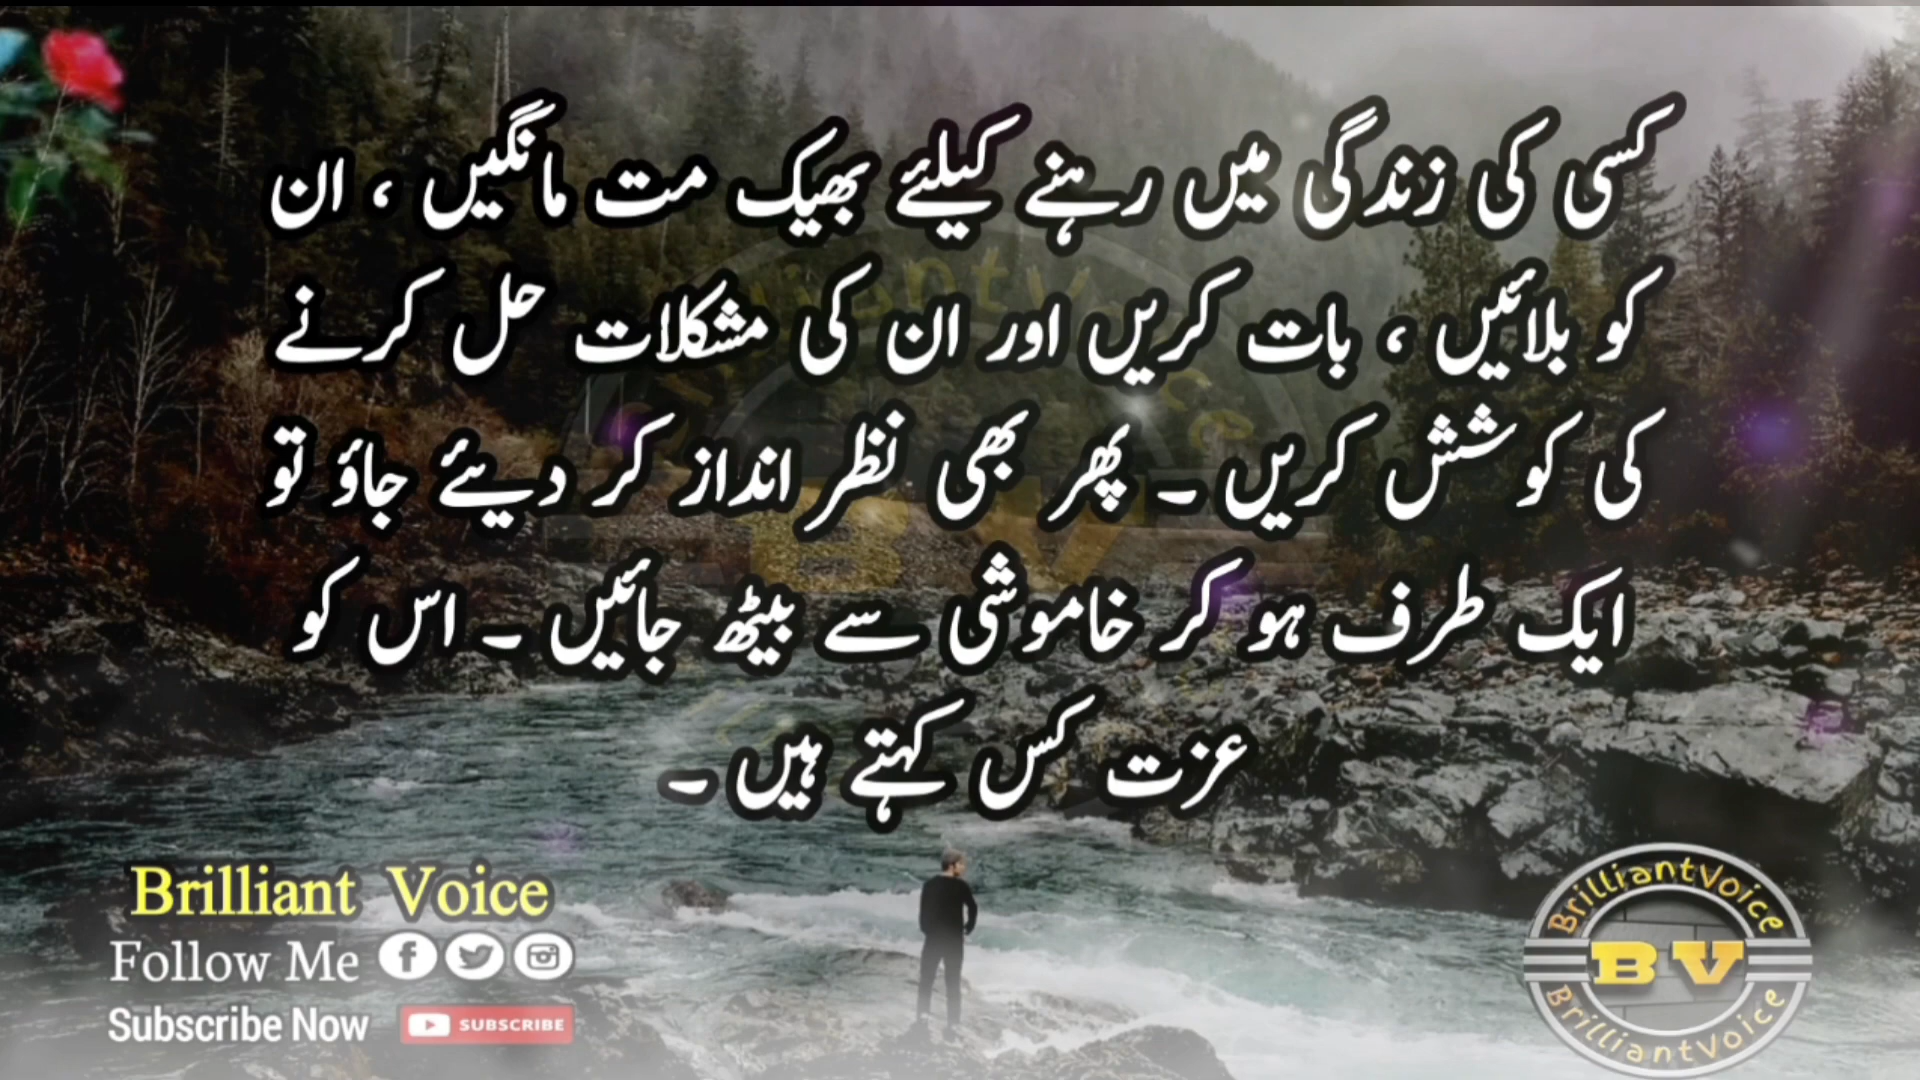 کسی کی زندگی میں رہنے کیلئے بھیک مت مانگیں ، ان
کو بلائیں ، بات کریں اور ان کی مشکلات حل کرنے
کی کوشش کریں ۔ پھر بھی نظر انداز کر دیئے جاؤ تو
ایک طرف ہو کر خاموشی سے بیٹھ جائیں ۔ اس کو
عزت کس کہتے ہیں ۔
Brilliant Voice
Follow Me
Subscribe Now SUBSCRIBE
BrilliantVoice
BV
BrilliantVoice